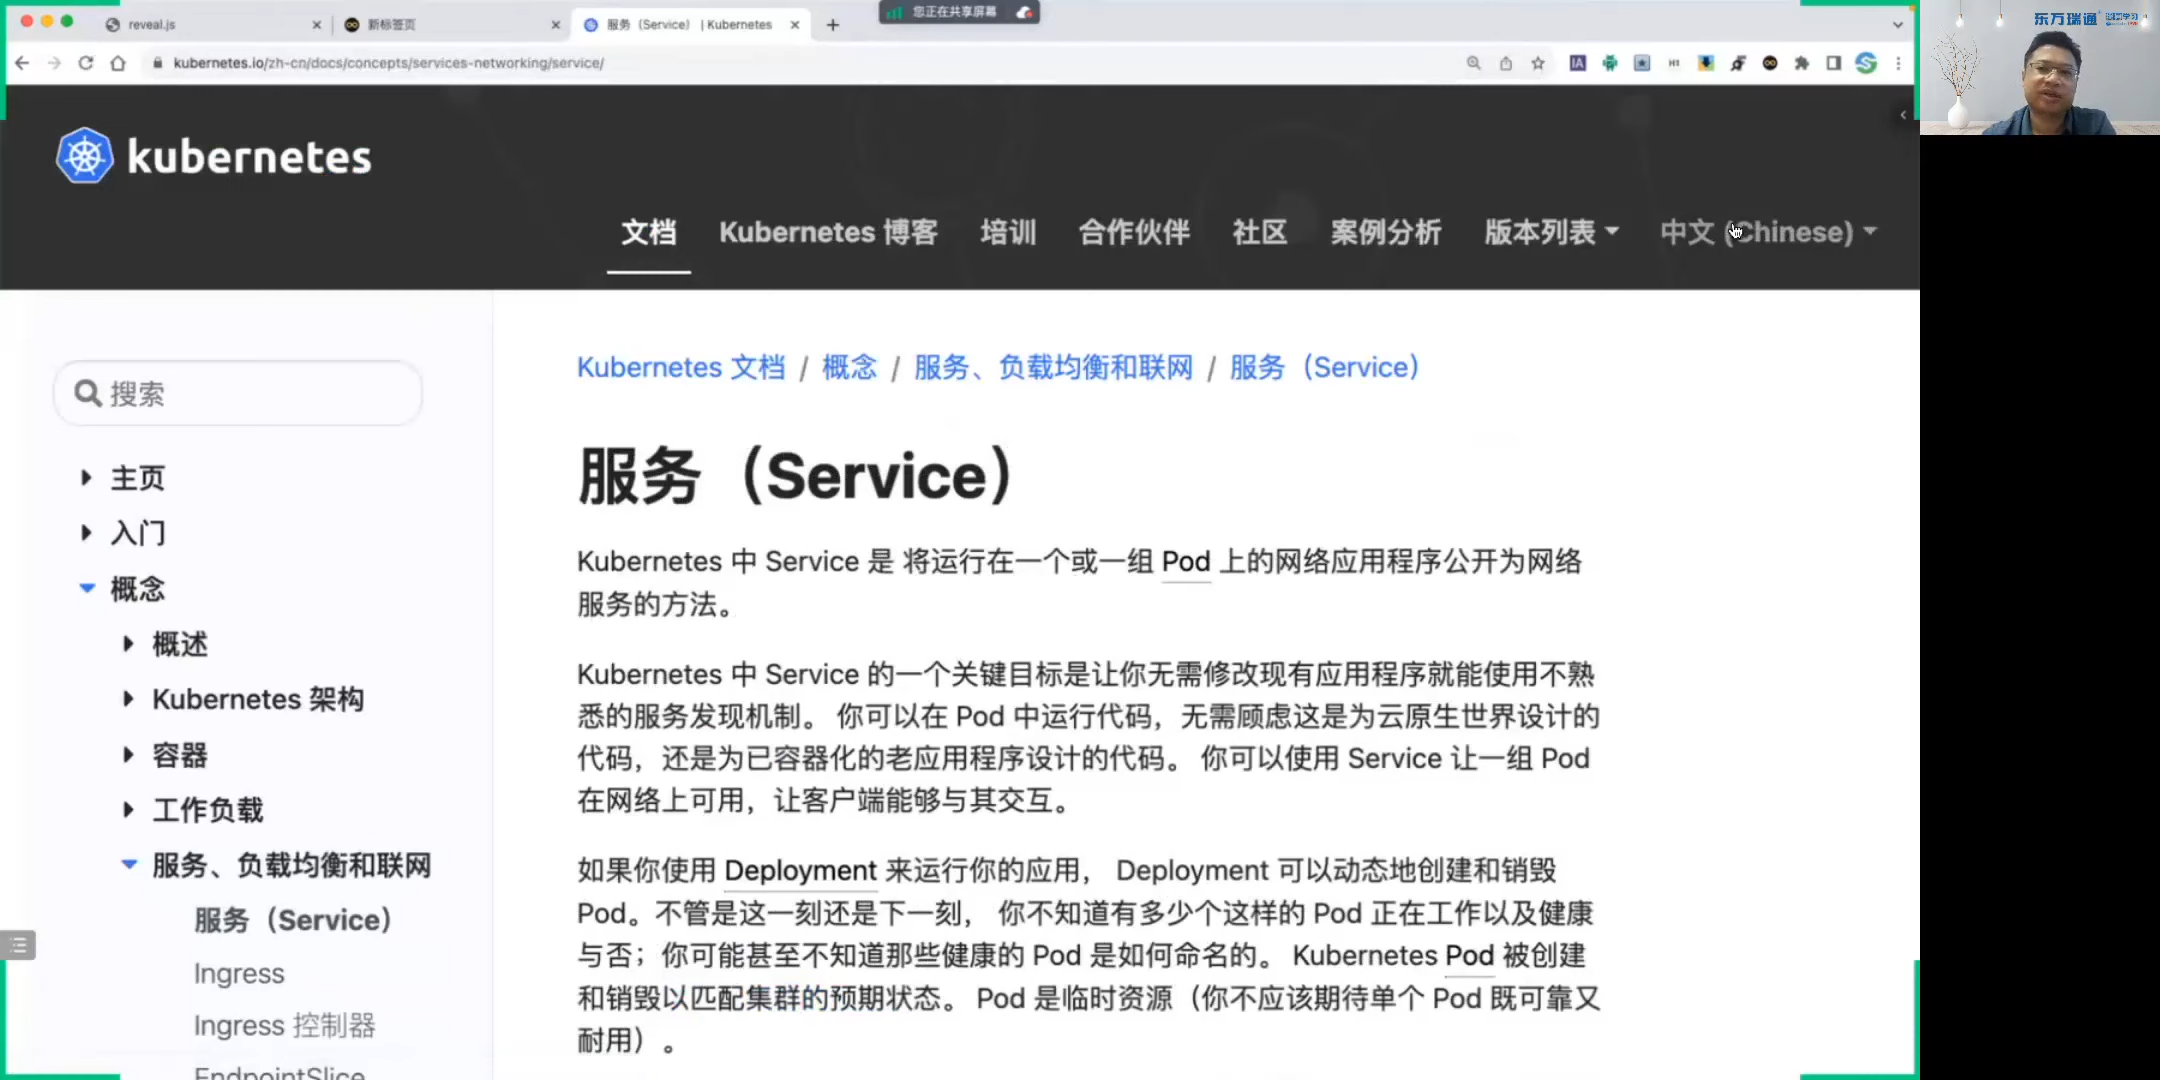 reveal.js
新标签页
服务（Service） | Kubernetes
您正在共享屏幕
东方瑞通
kubernetes.io/zh-cn/docs/concepts/services-networking/service/
kubernetes
文档
Kubernetes 博客
培训
合作伙伴
社区
案例分析
版本列表
中文 (Chinese)
搜索
主页
入门
概念
概述
Kubernetes 架构
容器
工作负载
服务、负载均衡和联网
服务（Service）
Ingress
Ingress 控制器
EndpointSlice
Kubernetes 文档 / 概念 / 服务、负载均衡和联网 / 服务（Service）
服务（Service）
Kubernetes 中 Service 是 将运行在一个或一组 Pod 上的网络应用程序公开为网络
服务的方法。
Kubernetes 中 Service 的一个关键目标是让你无需修改现有应用程序就能使用不熟
悉的服务发现机制。 你可以在 Pod 中运行代码，无需顾虑这是为云原生世界设计的
代码，还是为已容器化的老应用程序设计的代码。 你可以使用 Service 让一组 Pod
在网络上可用，让客户端能够与其交互。
如果你使用 Deployment 来运行你的应用， Deployment 可以动态地创建和销毁
Pod。不管是这一刻还是下一刻， 你不知道有多少个这样的 Pod 正在工作以及健康
与否；你可能甚至不知道那些健康的 Pod 是如何命名的。 Kubernetes Pod 被创建
和销毁以匹配集群的预期状态。 Pod 是临时资源（你不应该期待单个 Pod 既可靠又
耐用）。